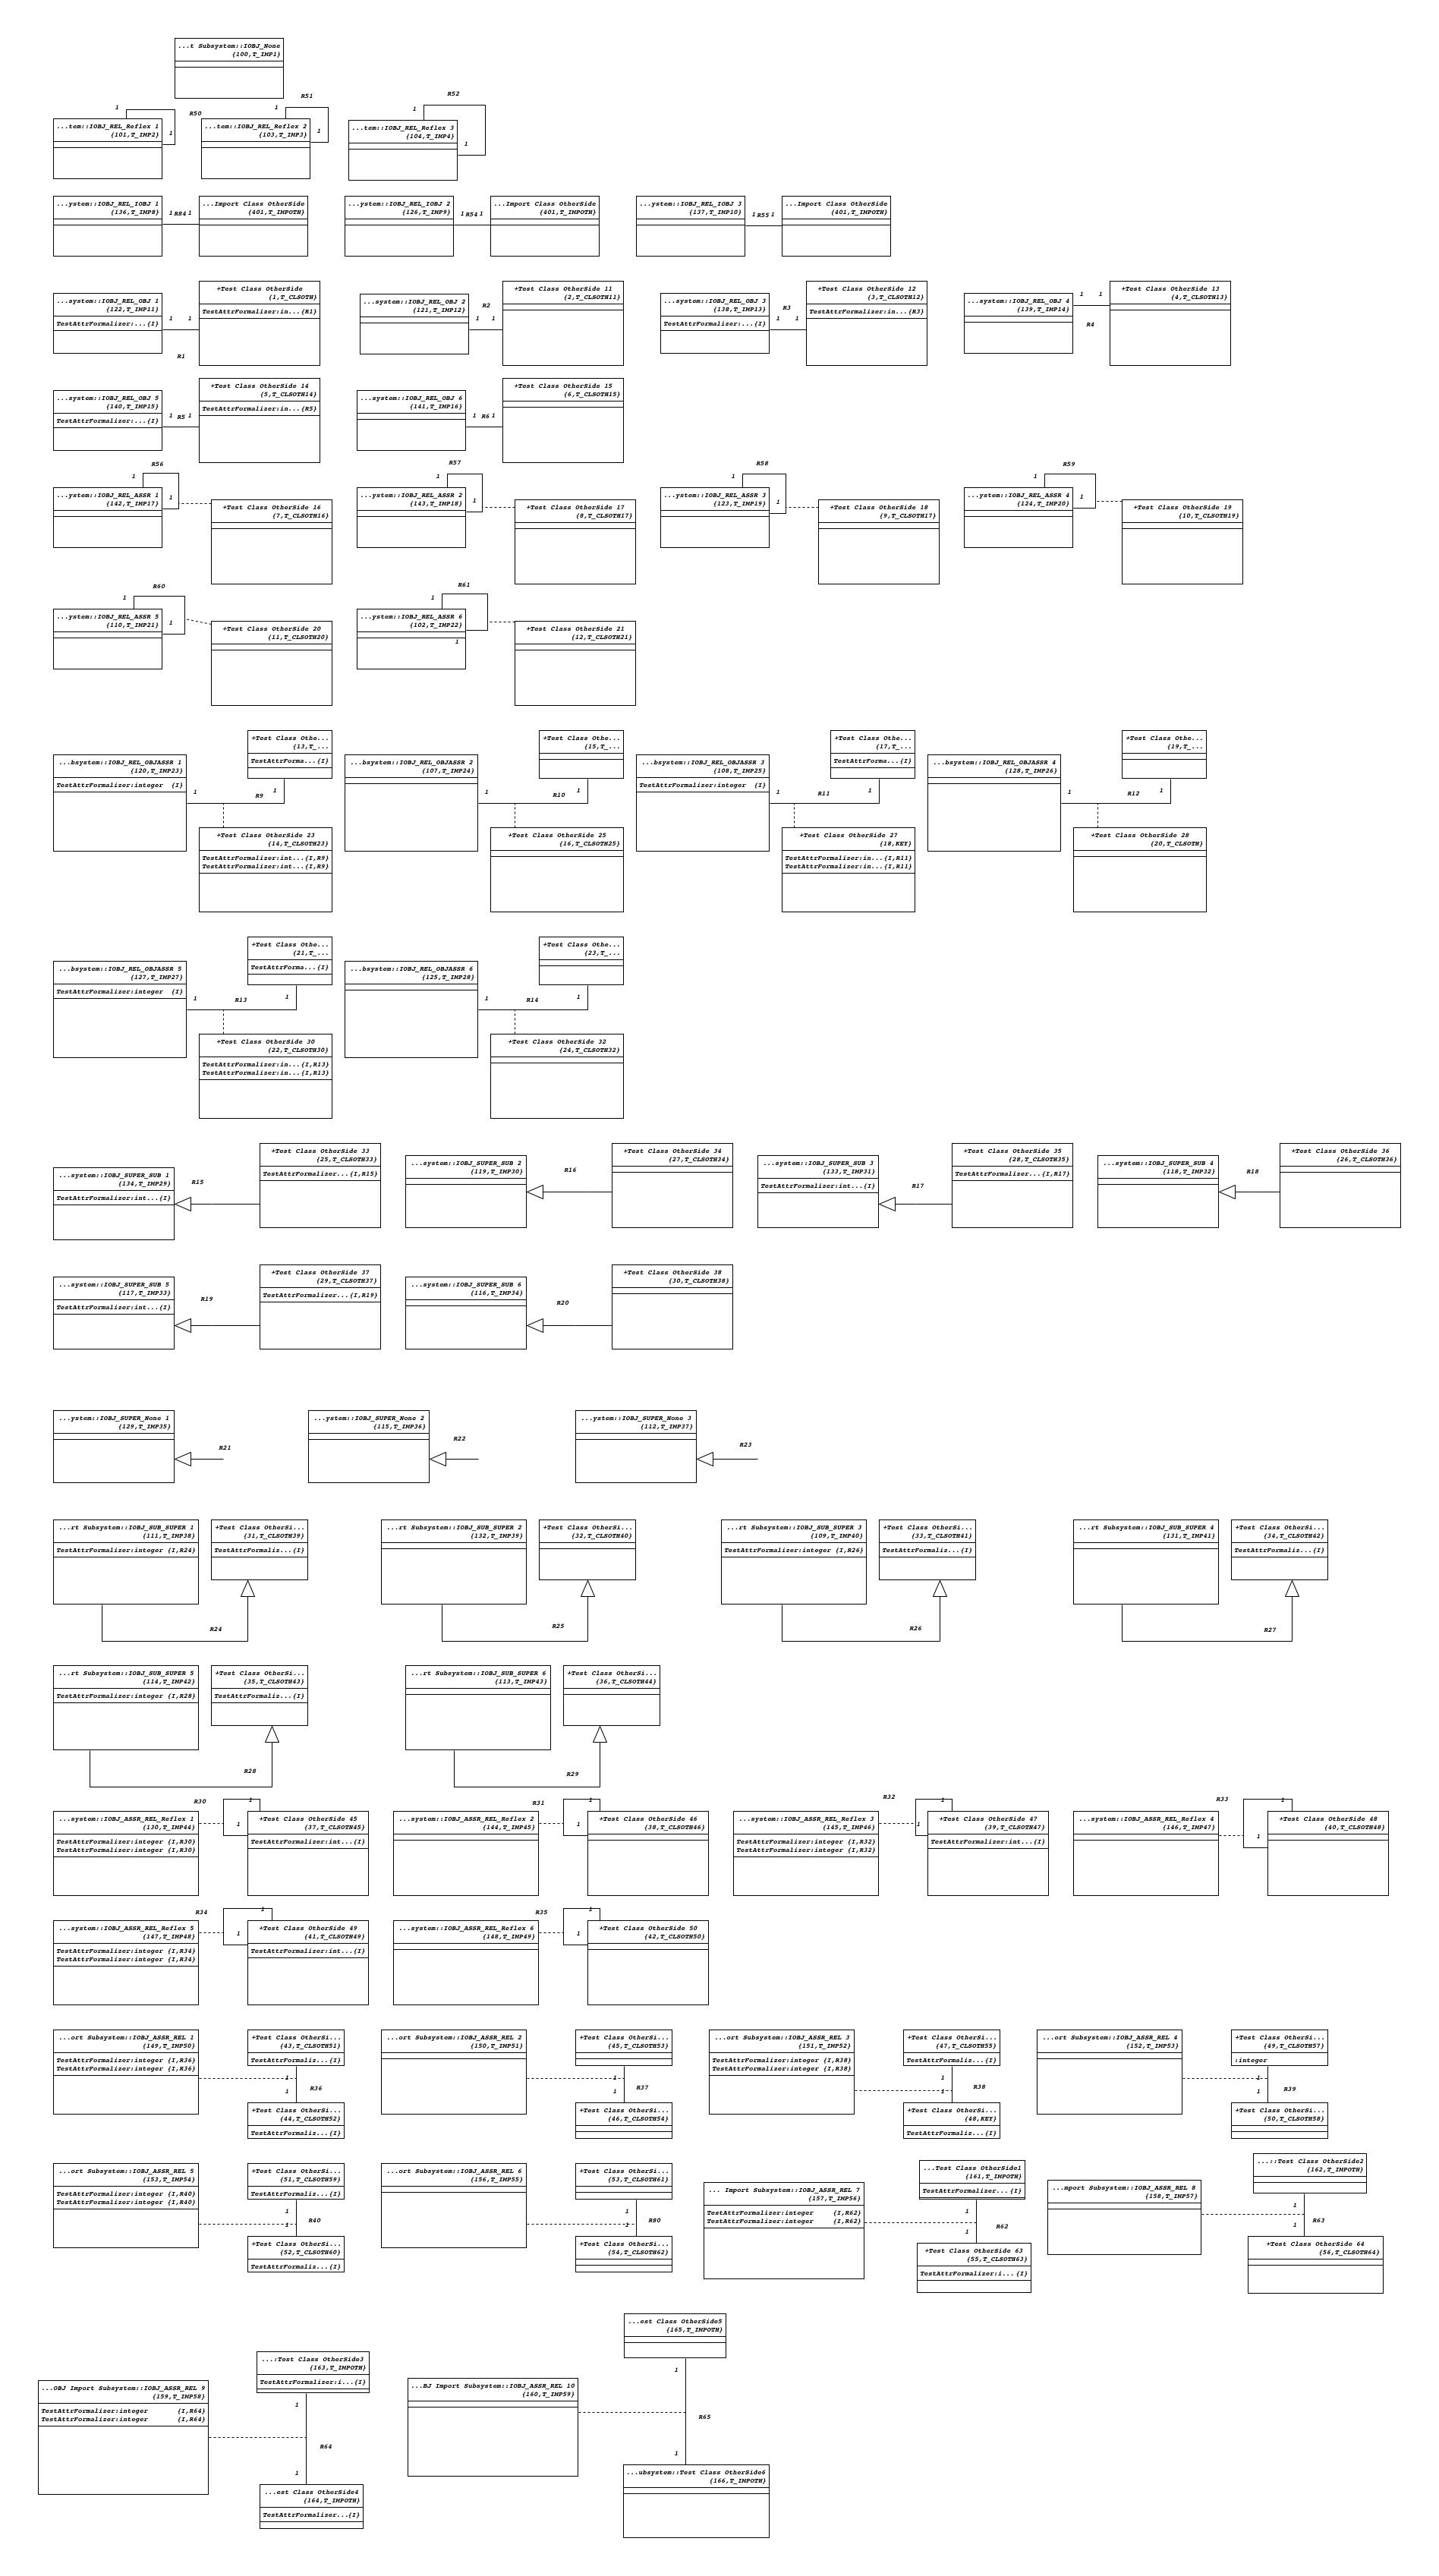 ...t Subsystem::IOBJ_None
{100,T_IMP1}
R50
1
1
...tem::IOBJ_REL_Reflex 1
{101,T_IMP2}
R51
1
1
...tem::IOBJ_REL_Reflex 2
{103,T_IMP3}
R52
1
1
...tem::IOBJ_REL_Reflex 3
{104,T_IMP4}
...ystem::IOBJ_REL_IOBJ 1
{136,T_IMP8}
1 R84 1
...Import Class OtherSide
{401,T_IMPOTH}
...ystem::IOBJ_REL_IOBJ 2
{126,T_IMP9}
1 R54 1
...Import Class OtherSide
{401,T_IMPOTH}
...ystem::IOBJ_REL_IOBJ 3
{137,T_IMP10}
1 R55 1
...Import Class OtherSide
{401,T_IMPOTH}
...system::IOBJ_REL_OBJ 1
{122,T_IMP11}
TestAttrFormalizer:...{I}
1 1
R1
+Test Class OtherSide
{1,T_CLSOTH}
TestAttrFormalizer:in...{R1}
...system::IOBJ_REL_OBJ 2
{121,T_IMP12}
R2
1 1
+Test Class OtherSide 11
{2,T_CLSOTH11}
...system::IOBJ_REL_OBJ 3
{138,T_IMP13}
TestAttrFormalizer:...{I}
R3
1 1
+Test Class OtherSide 12
{3,T_CLSOTH12}
TestAttrFormalizer:in...{R3}
...system::IOBJ_REL_OBJ 4
{139,T_IMP14}
1 1
R4
+Test Class OtherSide 13
{4,T_CLSOTH13}
...system::IOBJ_REL_OBJ 5
{140,T_IMP15}
TestAttrFormalizer:...{I}
1 R5 1
+Test Class OtherSide 14
{5,T_CLSOTH14}
TestAttrFormalizer:in...{R5}
...system::IOBJ_REL_OBJ 6
{141,T_IMP16}
1 R6 1
+Test Class OtherSide 15
{6,T_CLSOTH15}
R56
1
1
...ystem::IOBJ_REL_ASSR 1
{142,T_IMP17}
+Test Class OtherSide 16
{7,T_CLSOTH16}
R57
1
1
...ystem::IOBJ_REL_ASSR 2
{143,T_IMP18}
+Test Class OtherSide 17
{8,T_CLSOTH17}
R58
1
1
...ystem::IOBJ_REL_ASSR 3
{123,T_IMP19}
+Test Class OtherSide 18
{9,T_CLSOTH17}
R59
1
1
...ystem::IOBJ_REL_ASSR 4
{124,T_IMP20}
+Test Class OtherSide 19
{10,T_CLSOTH19}
R60
1
1
...ystem::IOBJ_REL_ASSR 5
{110,T_IMP21}
+Test Class OtherSide 20
{11,T_CLSOTH20}
R61
1
...ystem::IOBJ_REL_ASSR 6
{102,T_IMP22}
1
+Test Class OtherSide 21
{12,T_CLSOTH21}
...bsystem::IOBJ_REL_OBJASSR 1
{120,T_IMP23}
TestAttrFormalizer:integer {I}
+Test Class Othe...
{13,T_...
TestAttrForma...{I}
1 R9 1
+Test Class OtherSide 23
{14,T_CLSOTH23}
TestAttrFormalizer:int...{I,R9}
TestAttrFormalizer:int...{I,R9}
...bsystem::IOBJ_REL_OBJASSR 2
{107,T_IMP24}
+Test Class Othe...
{15,T_...
1 R10 1
+Test Class OtherSide 25
{16,T_CLSOTH25}
...bsystem::IOBJ_REL_OBJASSR 3
{108,T_IMP25}
TestAttrFormalizer:integer {I}
+Test Class Othe...
{17,T_...
TestAttrForma...{I}
1 R11 1
+Test Class OtherSide 27
{18,KEY}
TestAttrFormalizer:in...{I,R11}
TestAttrFormalizer:in...{I,R11}
...bsystem::IOBJ_REL_OBJASSR 4
{128,T_IMP26}
+Test Class Othe...
{19,T_...
1 R12 1
+Test Class OtherSide 28
{20,T_CLSOTH}
...bsystem::IOBJ_REL_OBJASSR 5
{127,T_IMP27}
TestAttrFormalizer:integer {I}
+Test Class Othe...
{21,T_...
TestAttrForma...{I}
1 R13 1
+Test Class OtherSide 30
{22,T_CLSOTH30}
TestAttrFormalizer:in...{I,R13}
TestAttrFormalizer:in...{I,R13}
...bsystem::IOBJ_REL_OBJASSR 6
{125,T_IMP28}
+Test Class Othe...
{23,T_...
1 R14 1
+Test Class OtherSide 32
{24,T_CLSOTH32}
...system::IOBJ_SUPER_SUB 1
{134,T_IMP29}
TestAttrFormalizer:int...{I}
R15
+Test Class OtherSide 33
{25,T_CLSOTH33}
TestAttrFormalizer...{I,R15}
...system::IOBJ_SUPER_SUB 2
{119,T_IMP30}
R16
+Test Class OtherSide 34
{27,T_CLSOTH34}
...system::IOBJ_SUPER_SUB 3
{133,T_IMP31}
TestAttrFormalizer:int...{I}
R17
+Test Class OtherSide 35
{28,T_CLSOTH35}
TestAttrFormalizer...{I,R17}
...system::IOBJ_SUPER_SUB 4
{118,T_IMP32}
R18
+Test Class OtherSide 36
{26,T_CLSOTH36}
...system::IOBJ_SUPER_SUB 5
{117,T_IMP33}
TestAttrFormalizer:int...{I}
R19
+Test Class OtherSide 37
{29,T_CLSOTH37}
TestAttrFormalizer...{I,R19}
...system::IOBJ_SUPER_SUB 6
{116,T_IMP34}
R20
+Test Class OtherSide 38
{30,T_CLSOTH38}
...ystem::IOBJ_SUPER_None 1
{129,T_IMP35}
R21
...ystem::IOBJ_SUPER_None 2
{115,T_IMP36}
R22
...ystem::IOBJ_SUPER_None 3
{112,T_IMP37}
R23
...rt Subsystem::IOBJ_SUB_SUPER 1
{111,T_IMP38}
TestAttrFormalizer:integer {I,R24}
+Test Class OtherSi...
{31,T_CLSOTH39}
TestAttrFormaliz...{I}
R24
...rt Subsystem::IOBJ_SUB_SUPER 2
{132,T_IMP39}
+Test Class OtherSi...
{32,T_CLSOTH40}
R25
...rt Subsystem::IOBJ_SUB_SUPER 3
{109,T_IMP40}
TestAttrFormalizer:integer {I,R26}
+Test Class OtherSi...
{33,T_CLSOTH41}
TestAttrFormaliz...{I}
R26
...rt Subsystem::IOBJ_SUB_SUPER 4
{131,T_IMP41}
+Test Class OtherSi...
{34,T_CLSOTH42}
TestAttrFormaliz...{I}
R27
...rt Subsystem::IOBJ_SUB_SUPER 5
{114,T_IMP42}
TestAttrFormalizer:integer {I,R28}
+Test Class OtherSi...
{35,T_CLSOTH43}
TestAttrFormaliz...{I}
R28
...rt Subsystem::IOBJ_SUB_SUPER 6
{113,T_IMP43}
+Test Class OtherSi...
{36,T_CLSOTH44}
R29
...system::IOBJ_ASSR_REL_Reflex 1
{130,T_IMP44}
TestAttrFormalizer:integer {I,R30}
TestAttrFormalizer:integer {I,R30}
R30
1
1
+Test Class OtherSide 45
{37,T_CLSOTH45}
TestAttrFormalizer:int...{I}
...system::IOBJ_ASSR_REL_Reflex 2
{144,T_IMP45}
R31
1
1
+Test Class OtherSide 46
{38,T_CLSOTH46}
...system::IOBJ_ASSR_REL_Reflex 3
{145,T_IMP46}
TestAttrFormalizer:integer {I,R32}
TestAttrFormalizer:integer {I,R32}
R32
1
1
+Test Class OtherSide 47
{39,T_CLSOTH47}
TestAttrFormalizer:int...{I}
...system::IOBJ_ASSR_REL_Reflex 4
{146,T_IMP47}
R33
1
1
+Test Class OtherSide 48
{40,T_CLSOTH48}
...system::IOBJ_ASSR_REL_Reflex 5
{147,T_IMP48}
TestAttrFormalizer:integer {I,R34}
TestAttrFormalizer:integer {I,R34}
R34
1
1
+Test Class OtherSide 49
{41,T_CLSOTH49}
TestAttrFormalizer:int...{I}
...system::IOBJ_ASSR_REL_Reflex 6
{148,T_IMP49}
R35
1
1
+Test Class OtherSide 50
{42,T_CLSOTH50}
...ort Subsystem::IOBJ_ASSR_REL 1
{149,T_IMP50}
TestAttrFormalizer:integer {I,R36}
TestAttrFormalizer:integer {I,R36}
+Test Class OtherSi...
{43,T_CLSOTH51}
TestAttrFormaliz...{I}
1
1
R36
+Test Class OtherSi...
{44,T_CLSOTH52}
TestAttrFormaliz...{I}
...ort Subsystem::IOBJ_ASSR_REL 2
{150,T_IMP51}
+Test Class OtherSi...
{45,T_CLSOTH53}
1
1
R37
+Test Class OtherSi...
{46,T_CLSOTH54}
...ort Subsystem::IOBJ_ASSR_REL 3
{151,T_IMP52}
TestAttrFormalizer:integer {I,R38}
TestAttrFormalizer:integer {I,R38}
+Test Class OtherSi...
{47,T_CLSOTH55}
TestAttrFormaliz...{I}
1
1
R38
+Test Class OtherSi...
{48,KEY}
TestAttrFormaliz...{I}
...ort Subsystem::IOBJ_ASSR_REL 4
{152,T_IMP53}
+Test Class OtherSi...
{49,T_CLSOTH57}
:integer
1
1
R39
+Test Class OtherSi...
{50,T_CLSOTH58}
...ort Subsystem::IOBJ_ASSR_REL 5
{153,T_IMP54}
TestAttrFormalizer:integer {I,R40}
TestAttrFormalizer:integer {I,R40}
+Test Class OtherSi...
{51,T_CLSOTH59}
TestAttrFormaliz...{I}
1
1
R40
+Test Class OtherSi...
{52,T_CLSOTH60}
TestAttrFormaliz...{I}
...ort Subsystem::IOBJ_ASSR_REL 6
{156,T_IMP55}
+Test Class OtherSi...
{53,T_CLSOTH61}
1
1
R80
+Test Class OtherSi...
{54,T_CLSOTH62}
... Import Subsystem::IOBJ_ASSR_REL 7
{157,T_IMP56}
TestAttrFormalizer:integer {I,R62}
TestAttrFormalizer:integer {I,R62}
...Test Class OtherSide1
{161,T_IMPOTH}
TestAttrFormalizer...{I}
1
1
R62
+Test Class OtherSide 63
{55,T_CLSOTH63}
TestAttrFormalizer:i...{I}
...mport Subsystem::IOBJ_ASSR_REL 8
{158,T_IMP57}
...::Test Class OtherSide2
{162,T_IMPOTH}
1
1
R63
+Test Class OtherSide 64
{56,T_CLSOTH64}
...OBJ Import Subsystem::IOBJ_ASSR_REL 9
{159,T_IMP58}
TestAttrFormalizer:integer {I,R64}
TestAttrFormalizer:integer {I,R64}
...:Test Class OtherSide3
{163,T_IMPOTH}
TestAttrFormalizer:i...{I}
1
R64
1
...est Class OtherSide4
{164,T_IMPOTH}
TestAttrFormalizer...{I}
...BJ Import Subsystem::IOBJ_ASSR_REL 10
{160,T_IMP59}
...est Class OtherSide5
{165,T_IMPOTH}
1
R65
1
...ubsystem::Test Class OtherSide6
{166,T_IMPOTH}